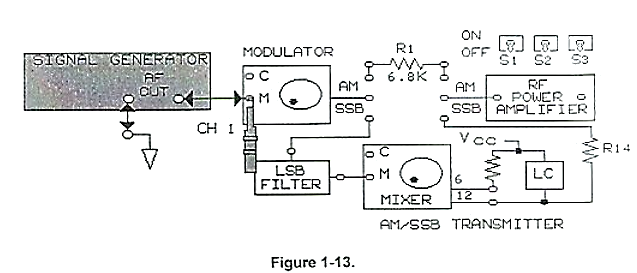 SIGNAL GENERATOR
AF
OUT
CH 1
MODULATOR
C
M
AM
SSB
R1
6.8K
ON
OFF
S1 S2 S3
AM
SSB
RF
POWER
AMPLIFIER
LSB
FILTER
C
M
MIXER
6
12
VCC
LC
R14
AM/SSB TRANSMITTER
Figure 1-13.